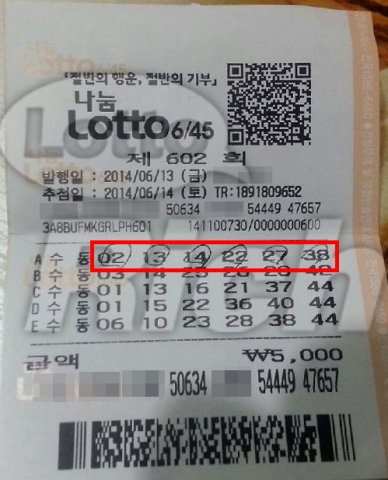 「절반의 행운, 절반의 기부」
나눔
Lotto 6/45
제 602 회
발행일 : 2014/06/13 (금)
추첨일 : 2014/06/14 (토) TR:1891809652
50634 54449 47657
3A8BUFMKGRLPH601 141100730/0000000600
A 수 동 02 13 14 22 27 38
B 수 동 14 42
C 수 동 01 13 16 21 37 44
D 수 동 01 15 22 36 40 44
E 수 동 06 10 23 28 38 44
금액 ₩5,000
50634 54449 47657
Lotto
Rich